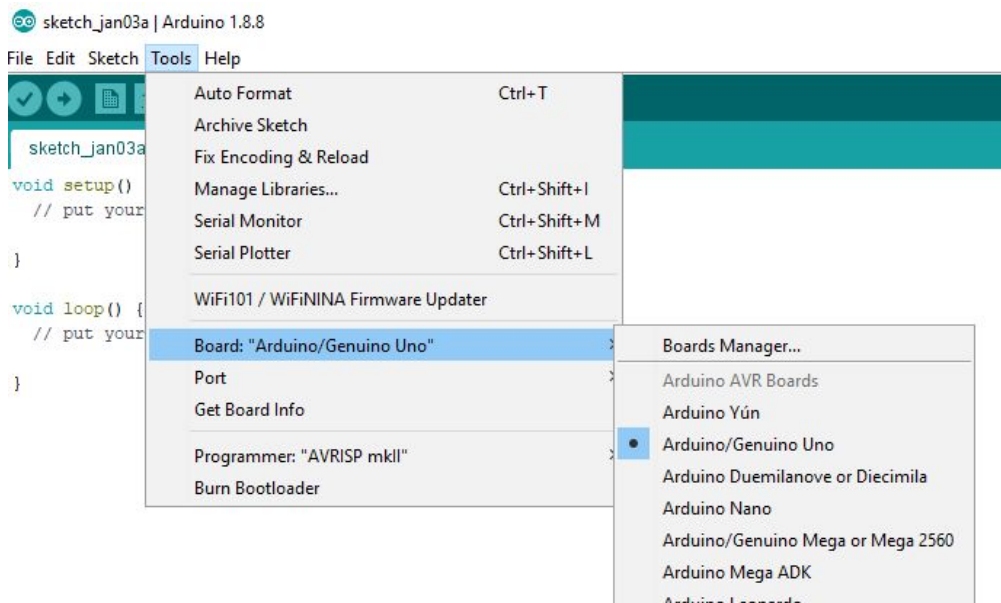 sketch_jan03a | Arduino 1.8.8
File Edit Sketch Tools Help
sketch_jan03a
void setup()
// put your
}
void loop() {
// put your
}
Auto Format Ctrl+T
Archive Sketch
Fix Encoding & Reload
Manage Libraries... Ctrl+Shift+I
Serial Monitor Ctrl+Shift+M
Serial Plotter Ctrl+Shift+L
WiFi101 / WiFiNINA Firmware Updater
Board: "Arduino/Genuino Uno"
Port
Get Board Info
Programmer: "AVRISP mkII"
Burn Bootloader
Boards Manager...
Arduino AVR Boards
Arduino Yún
Arduino/Genuino Uno
Arduino Duemilanove or Diecimila
Arduino Nano
Arduino/Genuino Mega or Mega 2560
Arduino Mega ADK
Arduino Leonardo